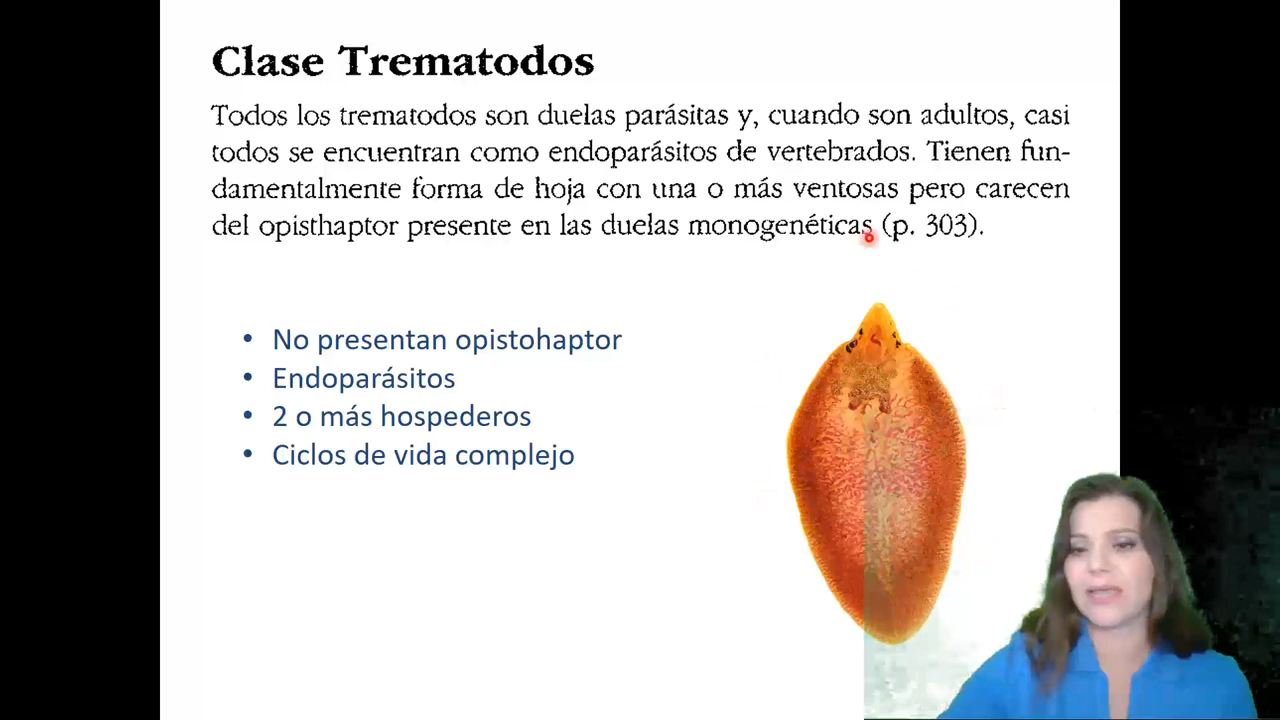 Clase Trematodos
Todos los trematodos son duelas parásitas y, cuando son adultos, casi
todos se encuentran como endoparásitos de vertebrados. Tienen fun-
damentalmente forma de hoja con una o más ventosas pero carecen
del opisthaptor presente en las duelas monogenéticas (p. 303).
• No presentan opistohaptor
• Endoparásitos
• 2 o más hospederos
• Ciclos de vida complejo